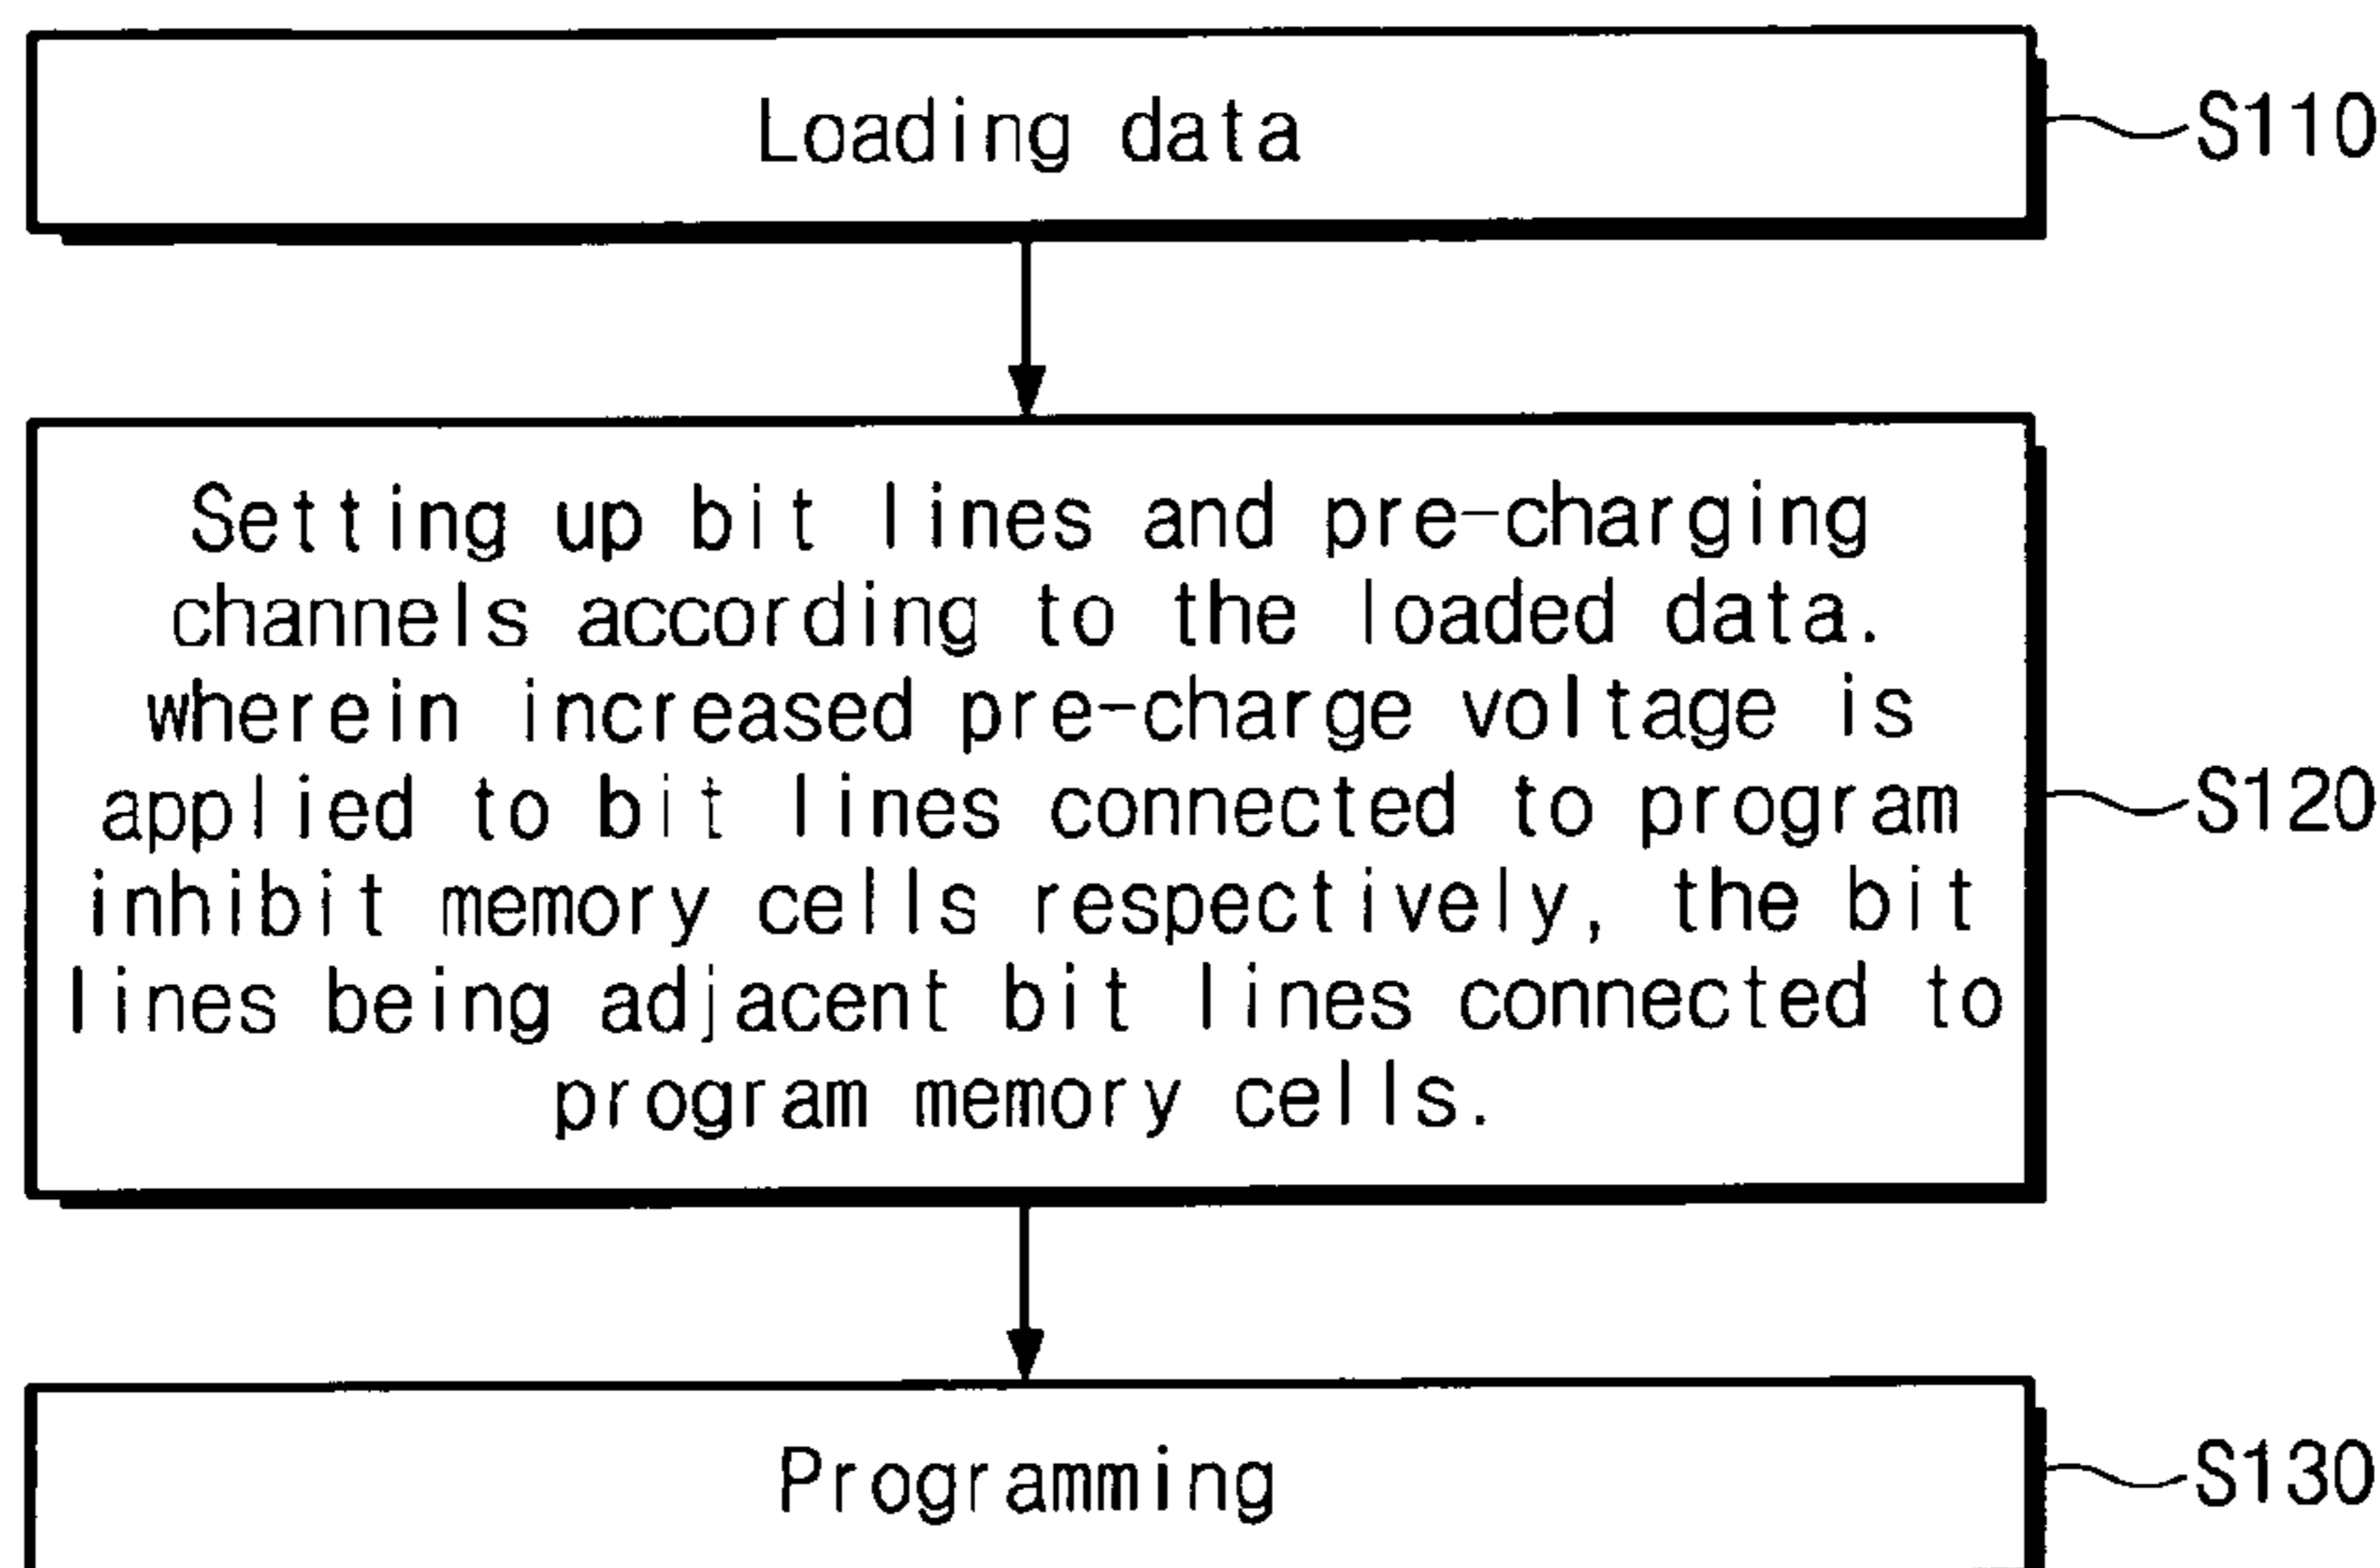 Loading data
S110
Setting up bit lines and pre-charging
channels according to the loaded data.
wherein increased pre-charge voltage is
applied to bit lines connected to program
S120
inhibit memory cells respectively, the bit
lines being adjacent bit lines connected to
program memory cells.
Programming
S130